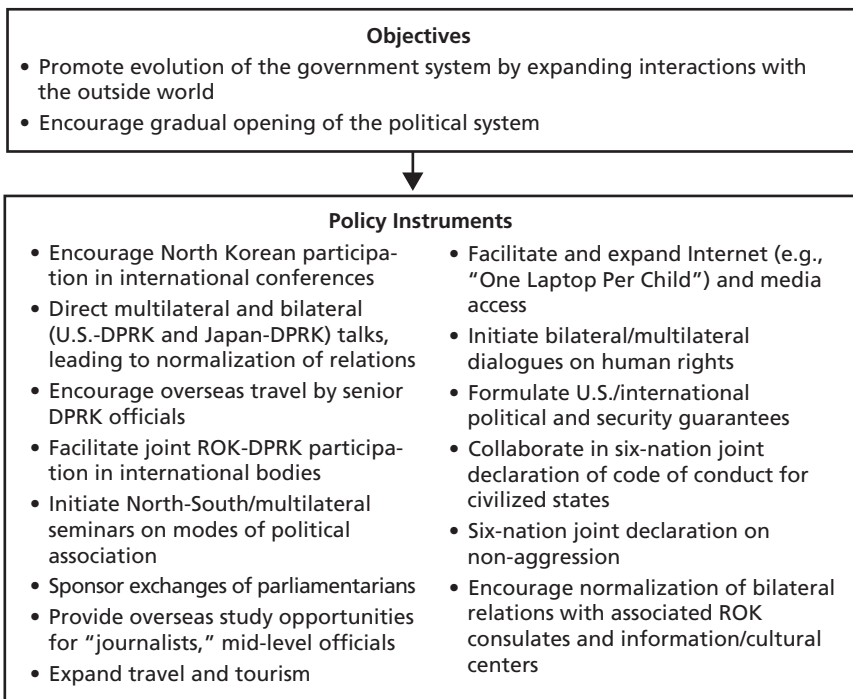 Objectives
• Promote evolution of the government system by expanding interactions with
the outside world
• Encourage gradual opening of the political system
Policy Instruments
• Encourage North Korean participa-
tion in international conferences
• Direct multilateral and bilateral
(U.S.-DPRK and Japan-DPRK) talks,
leading to normalization of relations
• Encourage overseas travel by senior
DPRK officials
• Facilitate joint ROK-DPRK participa-
tion in international bodies
• Initiate North-South/multilateral
seminars on modes of political
association
• Sponsor exchanges of parliamentarians
• Provide overseas study opportunities
for “journalists,” mid-level officials
• Expand travel and tourism
• Facilitate and expand Internet (e.g.,
“One Laptop Per Child”) and media
access
• Initiate bilateral/multilateral
dialogues on human rights
• Formulate U.S./international
political and security guarantees
• Collaborate in six-nation joint
declaration of code of conduct for
civilized states
• Six-nation joint declaration on
non-aggression
• Encourage normalization of bilateral
relations with associated ROK
consulates and information/cultural
centers